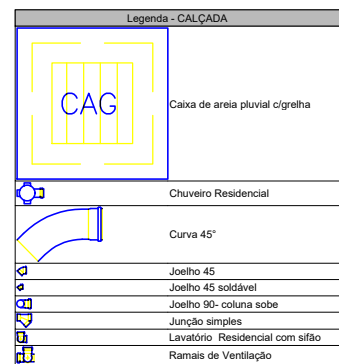 Legenda - CALÇADA
CAG
Caixa de areia pluvial c/grelha
Chuveiro Residencial
Curva 45°
Joelho 45
Joelho 45 soldável
Joelho 90- coluna sobe
Junção simples
Lavatório Residencial com sifão
Ramais de Ventilação